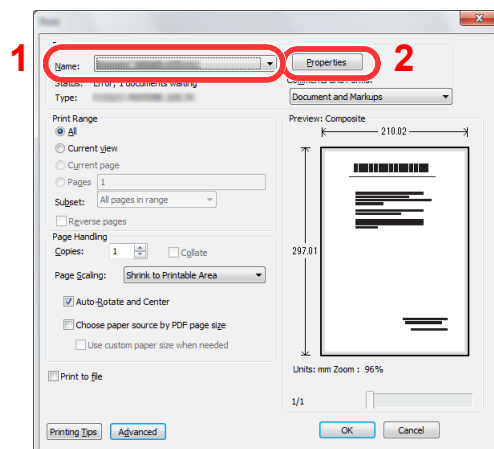 1
2
Name:
Properties
Status: Error; 1 documents waiting
Type:
Document and Markups
Print Range
All
Current view
Current page
Pages 1
Subset: All pages in range
Reverse pages
Page Handling
Copies: 1 Collate
Page Scaling: Shrink to Printable Area
Auto-Rotate and Center
Choose paper source by PDF page size
Use custom paper size when needed
Print to file
Preview: Composite
210.02
297.01
Units: mm Zoom : 96%
1/1
Printing Tips Advanced OK Cancel